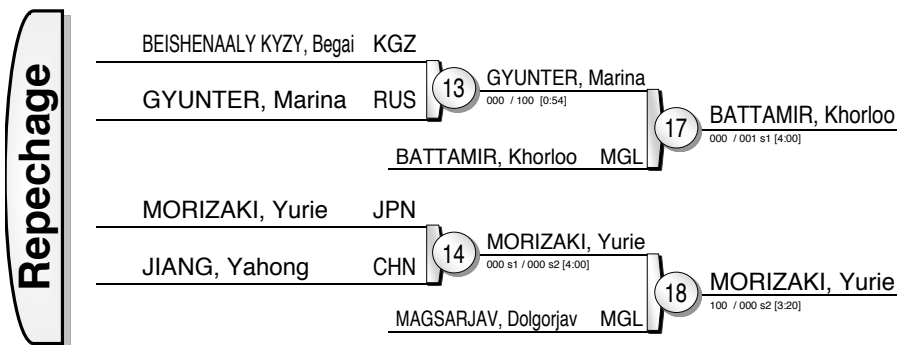 Repechage
BEISHENAALY KYZY, Begai KGZ
GYUNTER, Marina RUS
13
GYUNTER, Marina
000 / 100 [0:54]
BATTAMIR, Khorloo MGL
17
BATTAMIR, Khorloo
000 / 001 s1 [4:00]
MORIZAKI, Yurie JPN
JIANG, Yahong CHN
14
MORIZAKI, Yurie
000 s1 / 000 s2 [4:00]
MAGSARJAV, Dolgorjav MGL
18
MORIZAKI, Yurie
100 / 000 s2 [3:20]